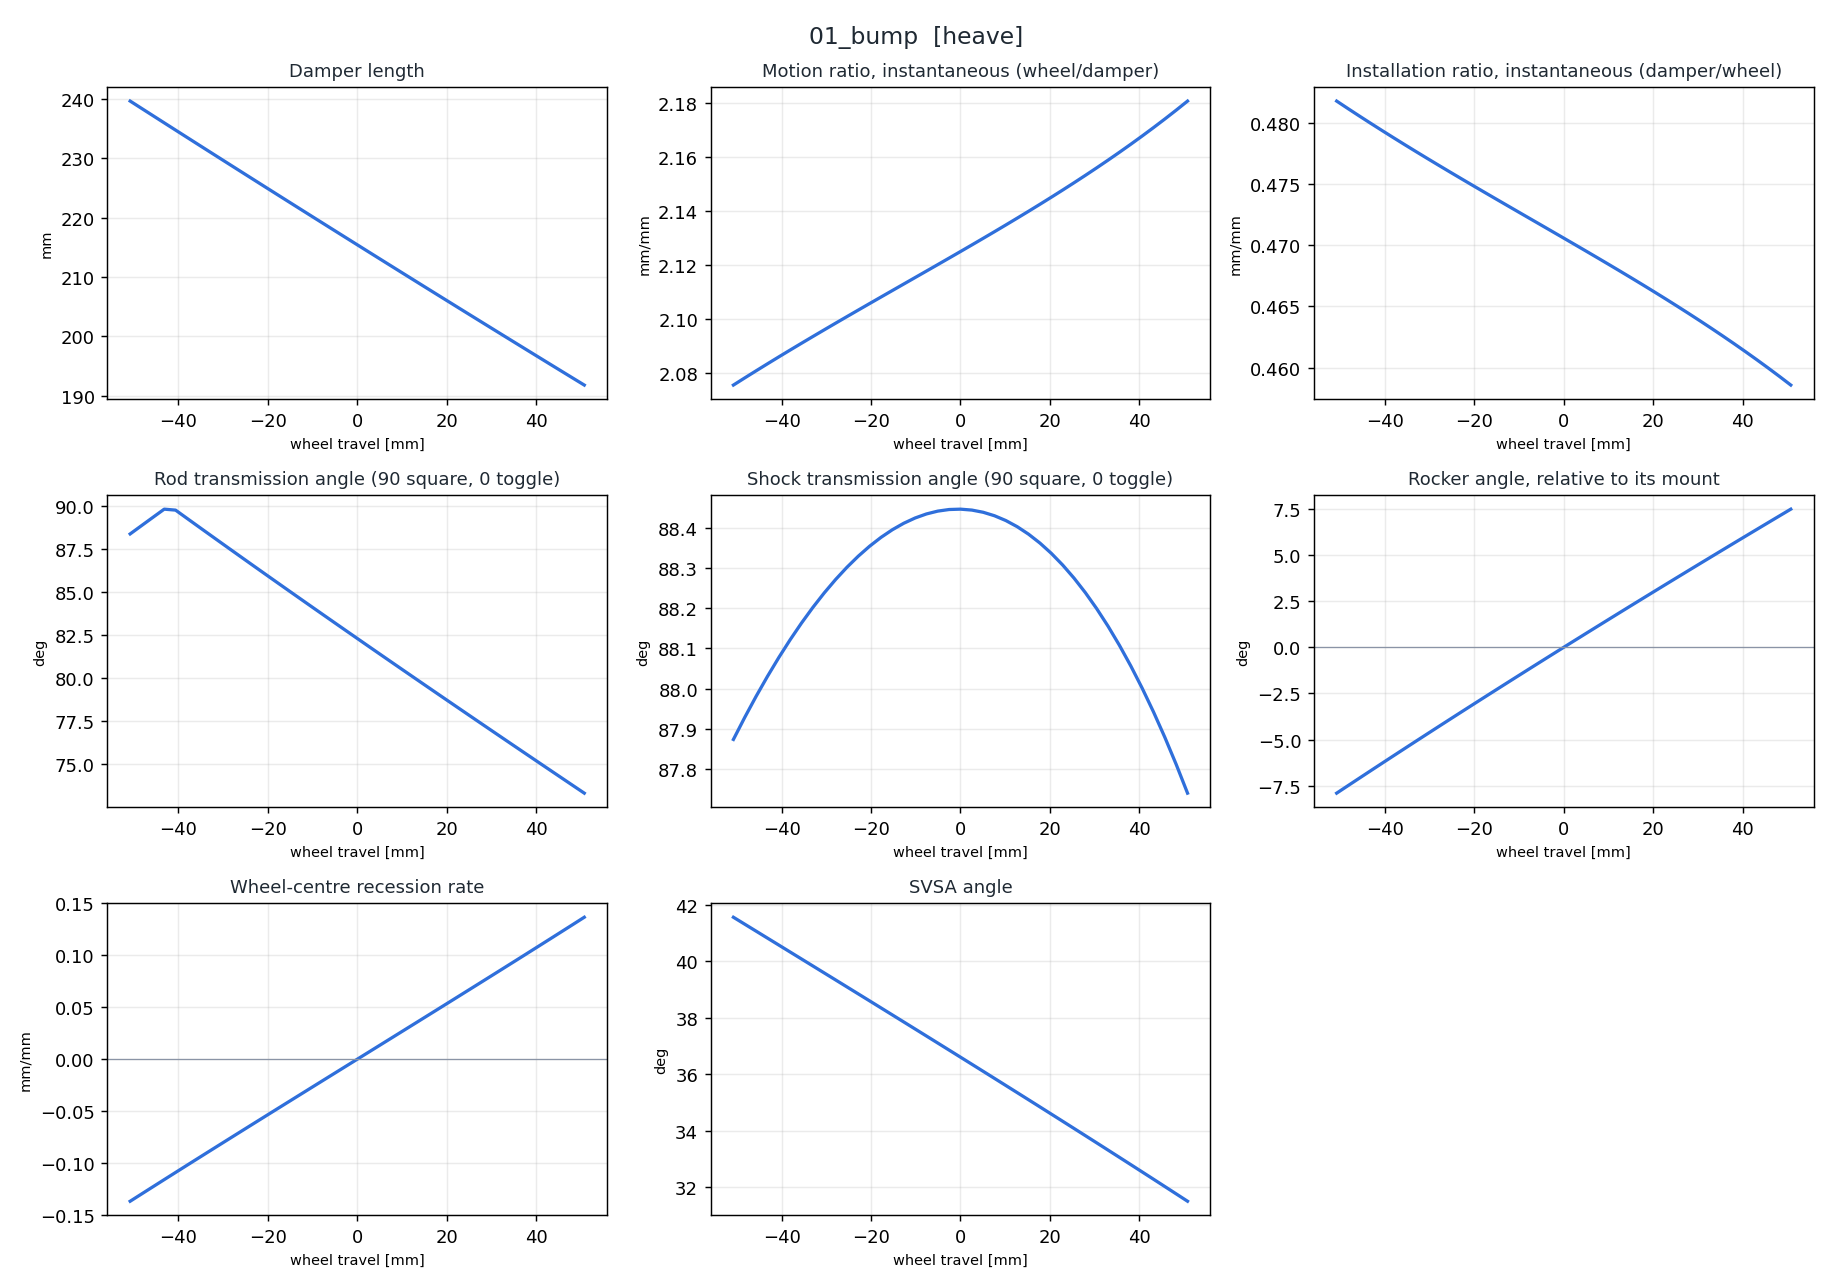 01_bump  [heave]
Damper length
240
230
220
210
200
190
mm
−40 −20 0 20 40
wheel travel [mm]
Motion ratio, instantaneous (wheel/damper)
2.18
2.16
2.14
2.12
2.10
2.08
mm/mm
−40 −20 0 20 40
wheel travel [mm]
Installation ratio, instantaneous (damper/wheel)
0.480
0.475
0.470
0.465
0.460
mm/mm
−40 −20 0 20 40
wheel travel [mm]
Rod transmission angle (90 square, 0 toggle)
90.0
87.5
85.0
82.5
80.0
77.5
75.0
deg
−40 −20 0 20 40
wheel travel [mm]
Shock transmission angle (90 square, 0 toggle)
88.4
88.3
88.2
88.1
88.0
87.9
87.8
deg
−40 −20 0 20 40
wheel travel [mm]
Rocker angle, relative to its mount
7.5
5.0
2.5
0.0
−2.5
−5.0
−7.5
deg
−40 −20 0 20 40
wheel travel [mm]
Wheel-centre recession rate
0.15
0.10
0.05
0.00
−0.05
−0.10
−0.15
mm/mm
−40 −20 0 20 40
wheel travel [mm]
SVSA angle
42
40
38
36
34
32
deg
−40 −20 0 20 40
wheel travel [mm]